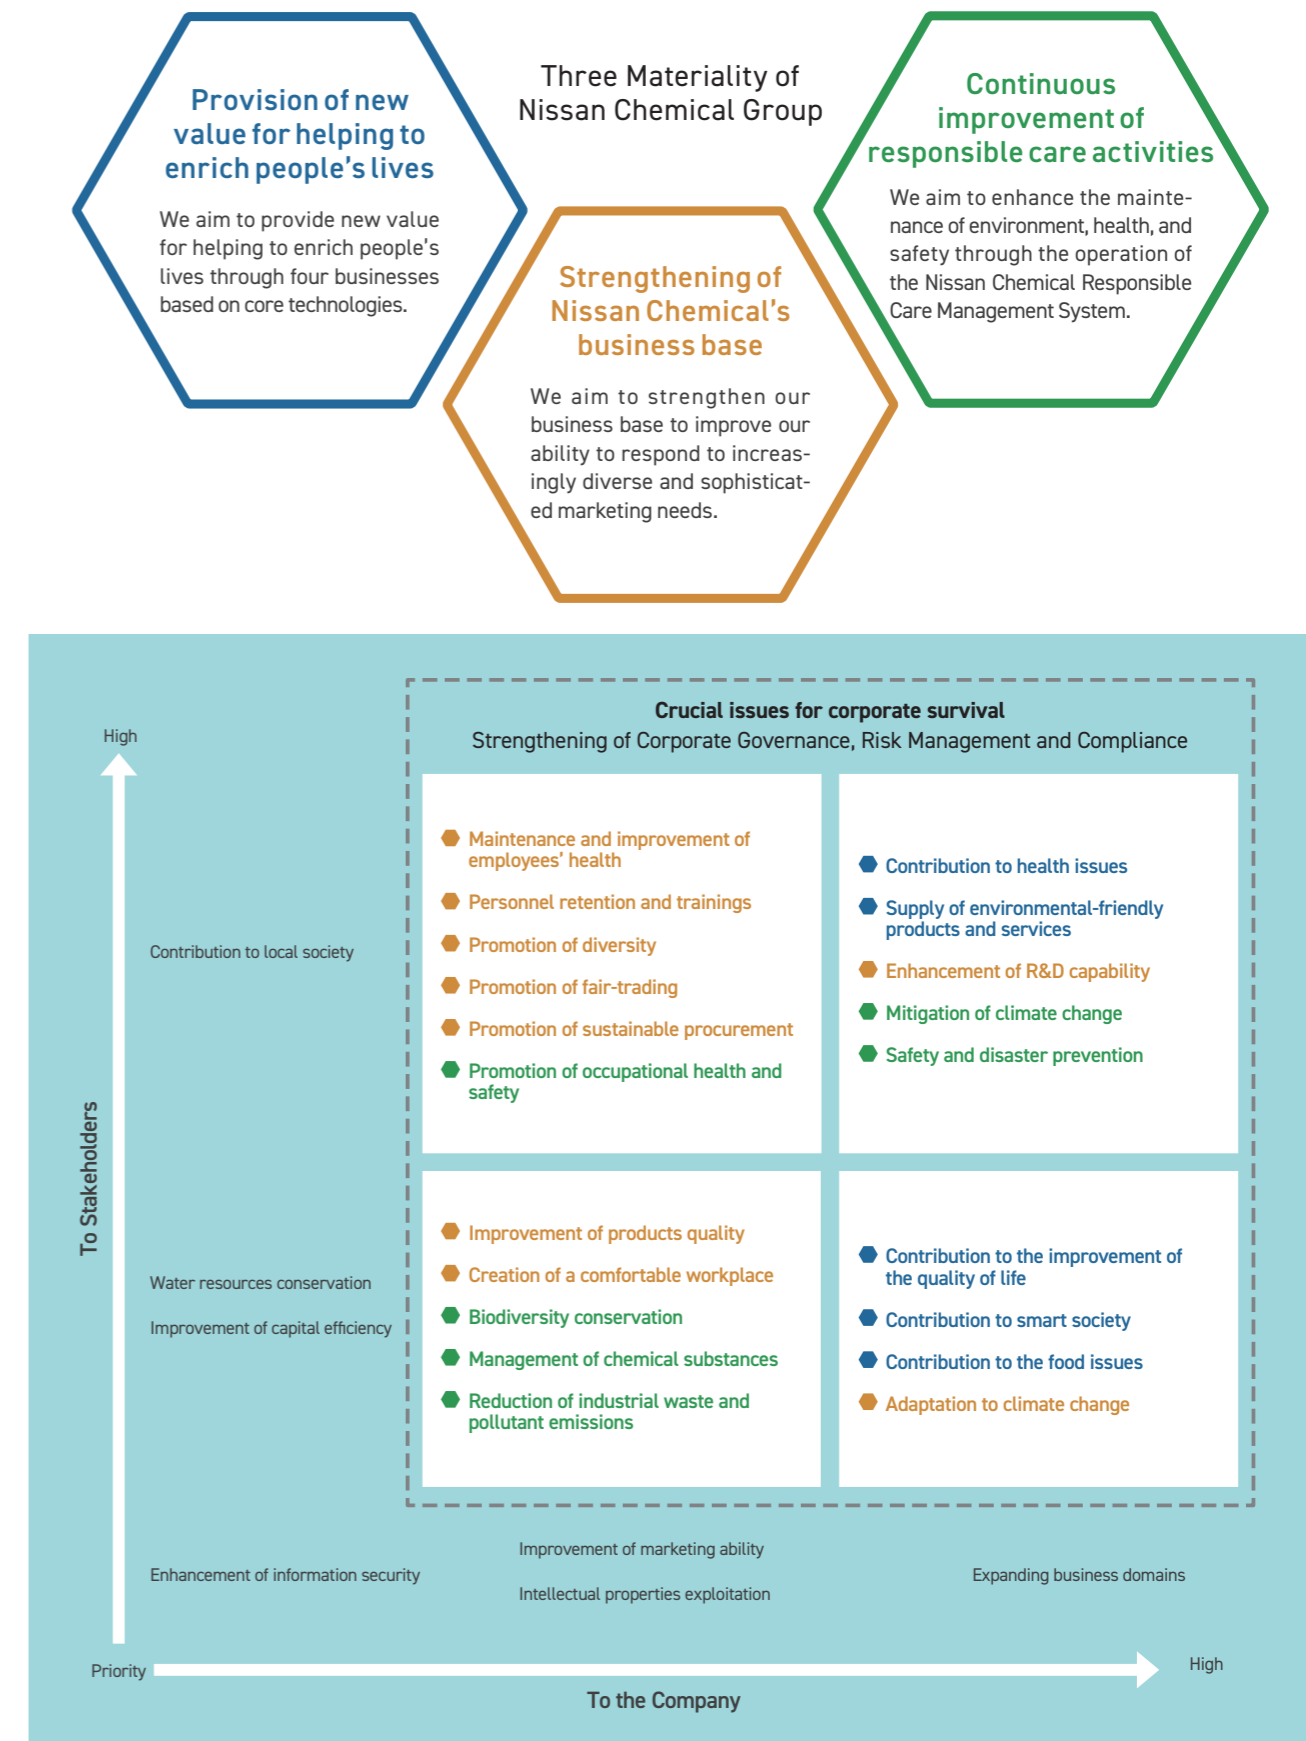 Three Materiality of
Nissan Chemical Group
Provision of new
value for helping to
enrich people's lives
We aim to provide new value
for helping to enrich people's
lives through four businesses
based on core technologies.
Strengthening of
Nissan Chemical's
business base
We aim to strengthen our
business base to improve our
ability to respond to increas-
ingly diverse and sophisticat-
ed marketing needs.
Continuous
improvement of
responsible care activities
We aim to enhance the mainte-
nance of environment, health, and
safety through the operation of
the Nissan Chemical Responsible
Care Management System.
Crucial issues for corporate survival
Strengthening of Corporate Governance, Risk Management and Compliance
High
To Stakeholders
Contribution to local society
Maintenance and improvement of
employees' health
Personnel retention and trainings
Promotion of diversity
Promotion of fair-trading
Promotion of sustainable procurement
Promotion of occupational health and
safety
Contribution to health issues
Supply of environmental-friendly
products and services
Enhancement of R&D capability
Mitigation of climate change
Safety and disaster prevention
Water resources conservation
Improvement of capital efficiency
Improvement of products quality
Creation of a comfortable workplace
Biodiversity conservation
Management of chemical substances
Reduction of industrial waste and
pollutant emissions
Contribution to the improvement of
the quality of life
Contribution to smart society
Contribution to the food issues
Adaptation to climate change
Enhancement of information security
Improvement of marketing ability
Intellectual properties exploitation
Expanding business domains
Priority
High
To the Company